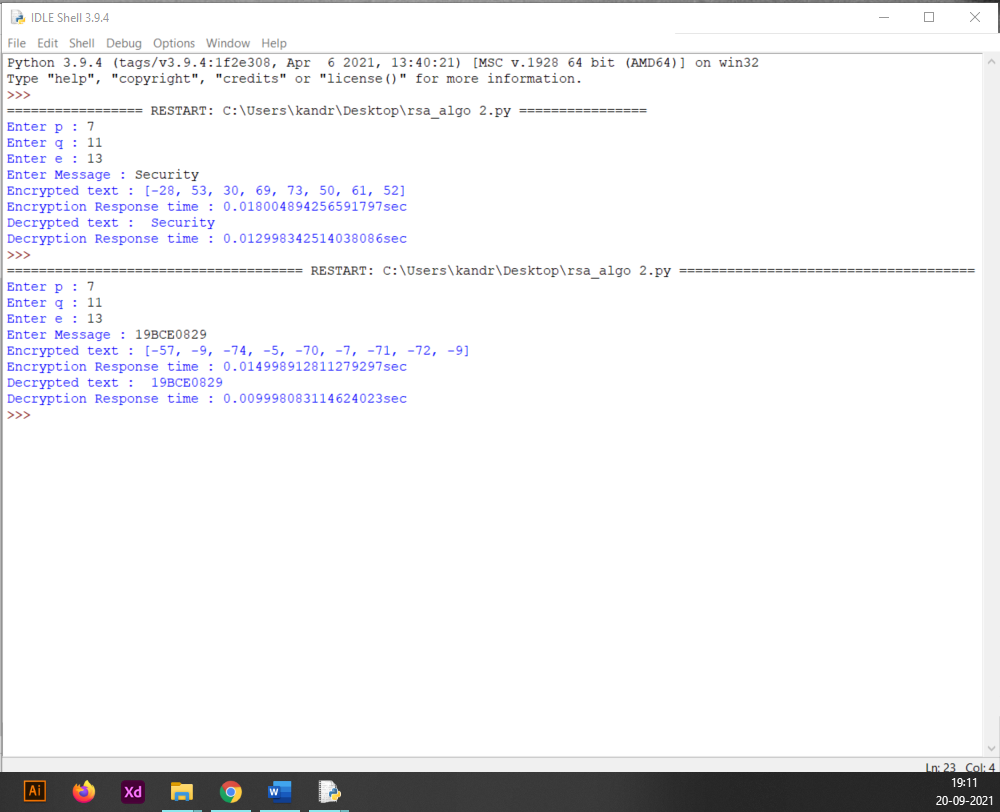 IDLE Shell 3.9.4
File Edit Shell Debug Options Window Help
Python 3.9.4 (tags/v3.9.4:1f2e308, Apr  6 2021, 13:40:21) [MSC v.1928 64 bit (AMD64)] on win32
Type "help", "copyright", "credits" or "license()" for more information.
>>>
================= RESTART: C:\Users\kandr\Desktop\rsa_algo 2.py ================
Enter p : 7
Enter q : 11
Enter e : 13
Enter Message : Security
Encrypted text : [-28, 53, 30, 69, 73, 50, 61, 52]
Encryption Response time : 0.018004894256591797sec
Decrypted text :  Security
Decryption Response time : 0.012998342514038086sec
>>>
===================================== RESTART: C:\Users\kandr\Desktop\rsa_algo 2.py =====================================
Enter p : 7
Enter q : 11
Enter e : 13
Enter Message : 19BCE0829
Encrypted text : [-57, -9, -74, -5, -70, -7, -71, -72, -9]
Encryption Response time : 0.014998912811279297sec
Decrypted text :  19BCE0829
Decryption Response time : 0.009998083114624023sec
>>>
Ln: 23 Col: 4
Ai Xd W
19:11
20-09-2021